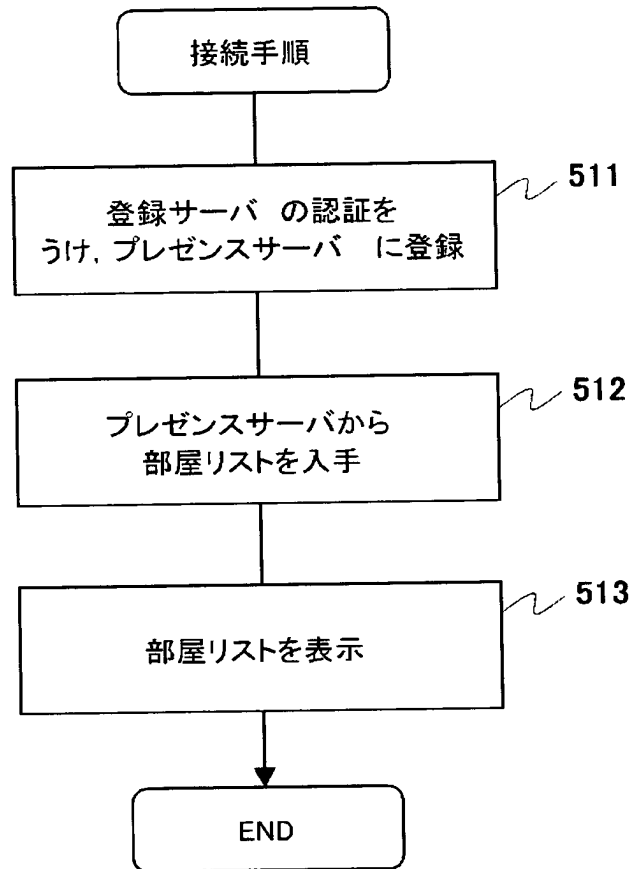 接続手順
511
登録サーバ の認証を
うけ, プレゼンスサーバ に登録
512
プレゼンスサーバから
部屋リストを入手
513
部屋リストを表示
END